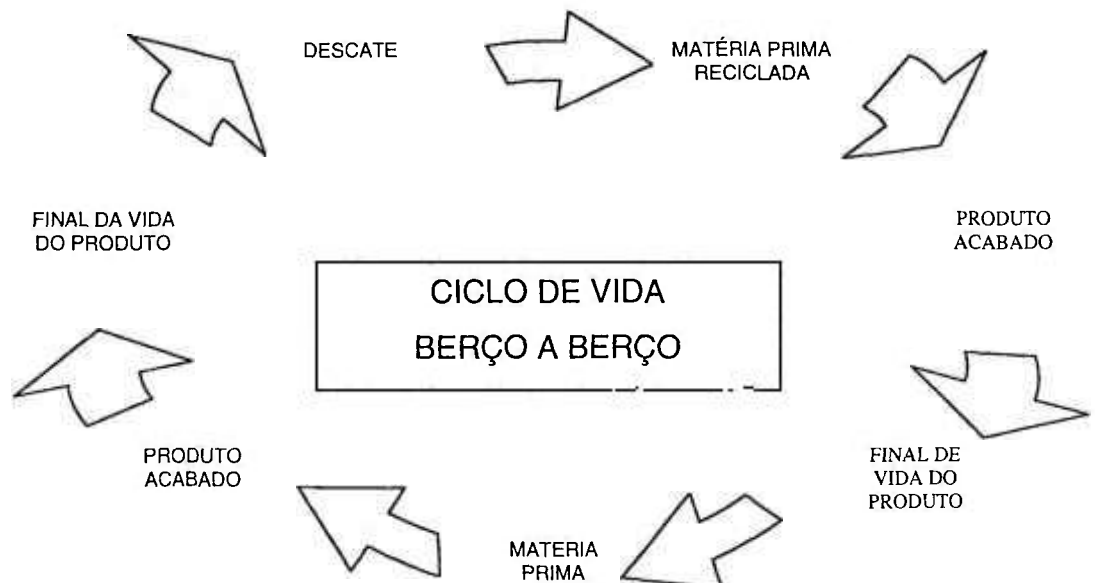 DESCATE
MATÉRIA PRIMA
RECICLADA
FINAL DA VIDA
DO PRODUTO
PRODUTO
ACABADO
CICLO DE VIDA
BERÇO A BERÇO
PRODUTO
ACABADO
FINAL DE
VIDA DO
PRODUTO
MATERIA
PRIMA